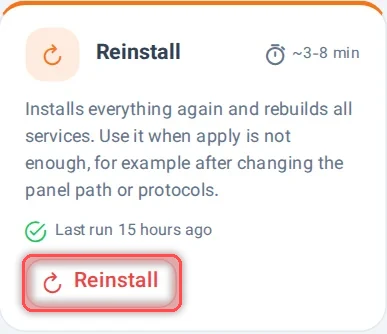 Reinstall
~3-8 min
Installs everything again and rebuilds all
services. Use it when apply is not
enough, for example after changing the
panel path or protocols.
Last run 15 hours ago
Reinstall